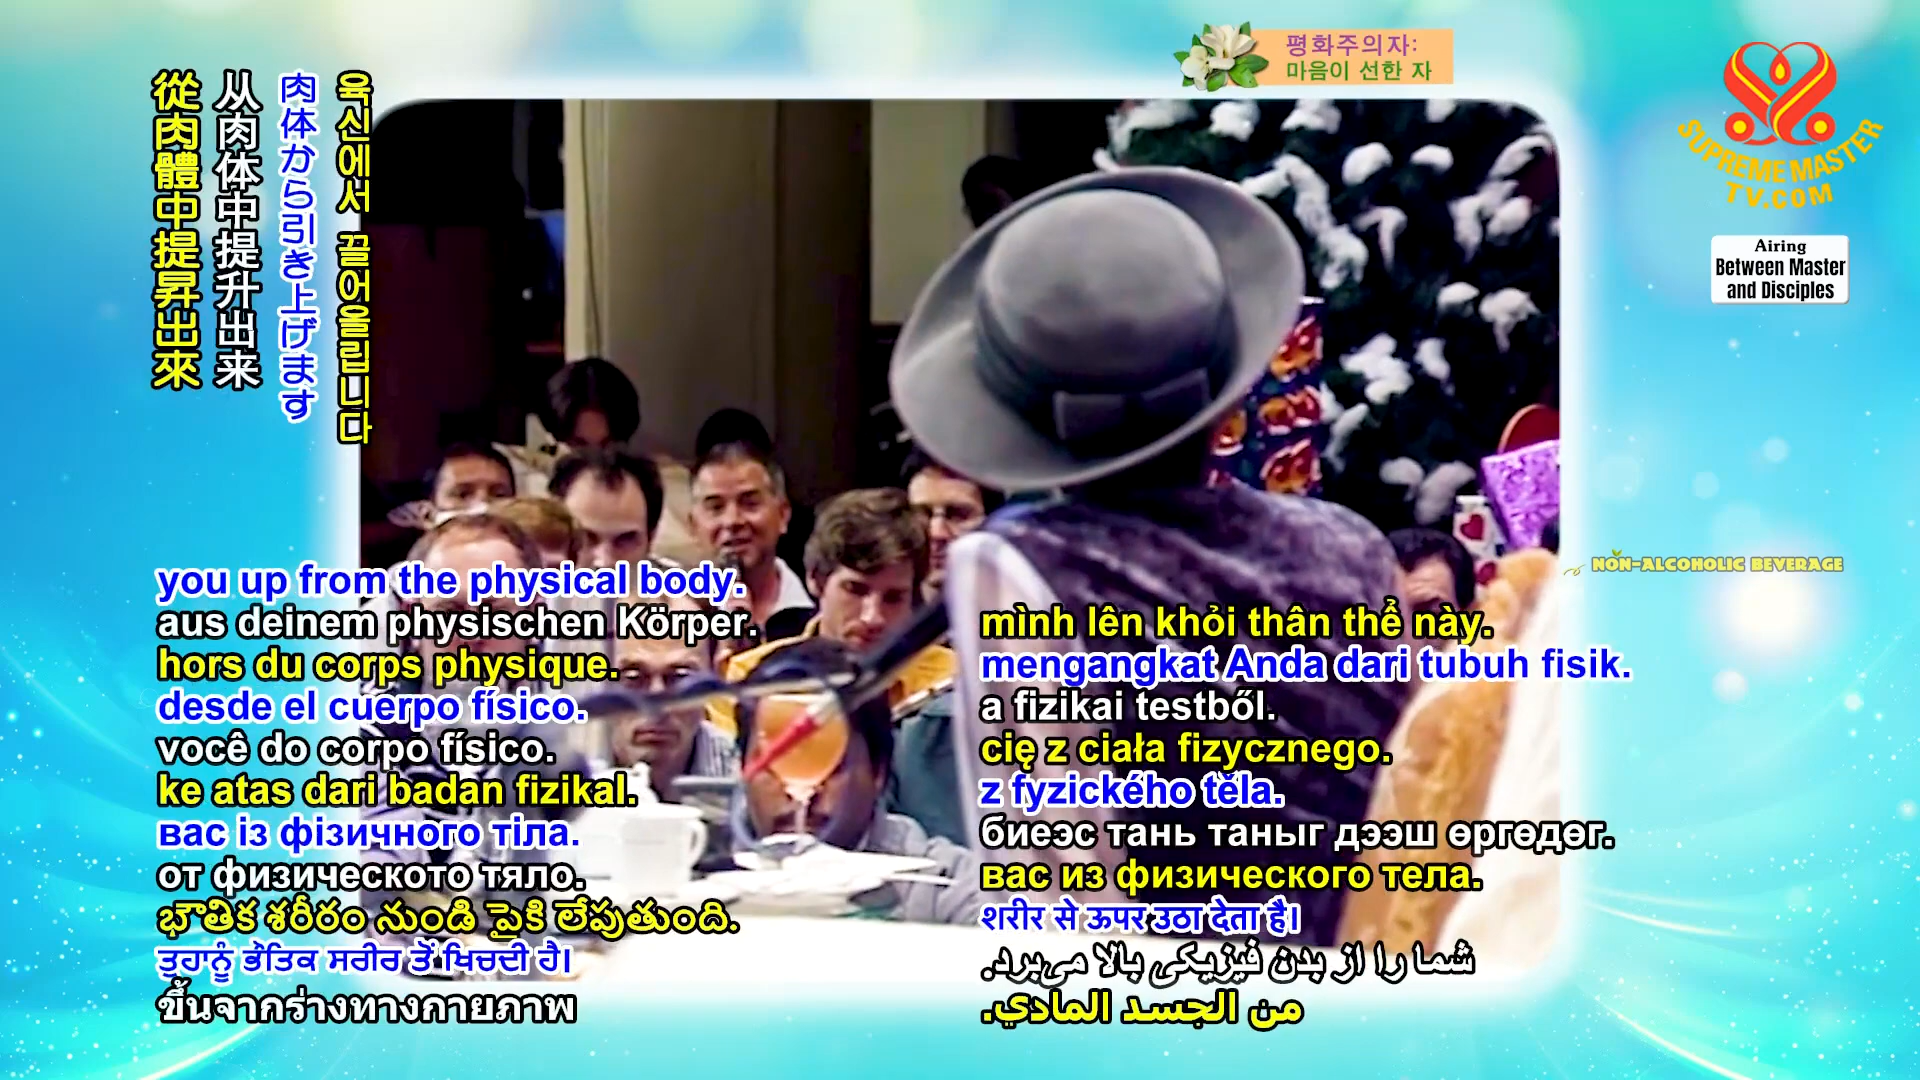 평화주의자:
마음이 선한 자
SUPREME MASTER
TV.COM
Airing
Between Master
and Disciples
육신에서 끌어올립니다
肉体から引き上げます
从肉体中提升出来
從肉體中提昇出來
NON-ALCOHOLIC BEVERAGE
you up from the physical body.
aus deinem physischen Körper.
hors du corps physique.
desde el cuerpo físico.
você do corpo físico.
ke atas dari badan fizikal.
вас із фізичного тіла.
от физическото тяло.
భౌతిక శరీరం నుండి పైకి లేపుతుంది.
ਤੁਹਾਨੂੰ ਭੌਤਿਕ ਸਰੀਰ ਤੋਂ ਖਿਚਦੀ ਹੈ।
ขึ้นจากร่างทางกายภาพ
mình lên khỏi thân thể này.
mengangkat Anda dari tubuh fisik.
a fizikai testből.
cię z ciała fizycznego.
z fyzického těla.
биеэс тань таныг дээш өргөдөг.
вас из физического тела.
शरीर से ऊपर उठा देता है।
شما را از بدن فیزیکی بالا می‌برد.
من الجسد المادي.